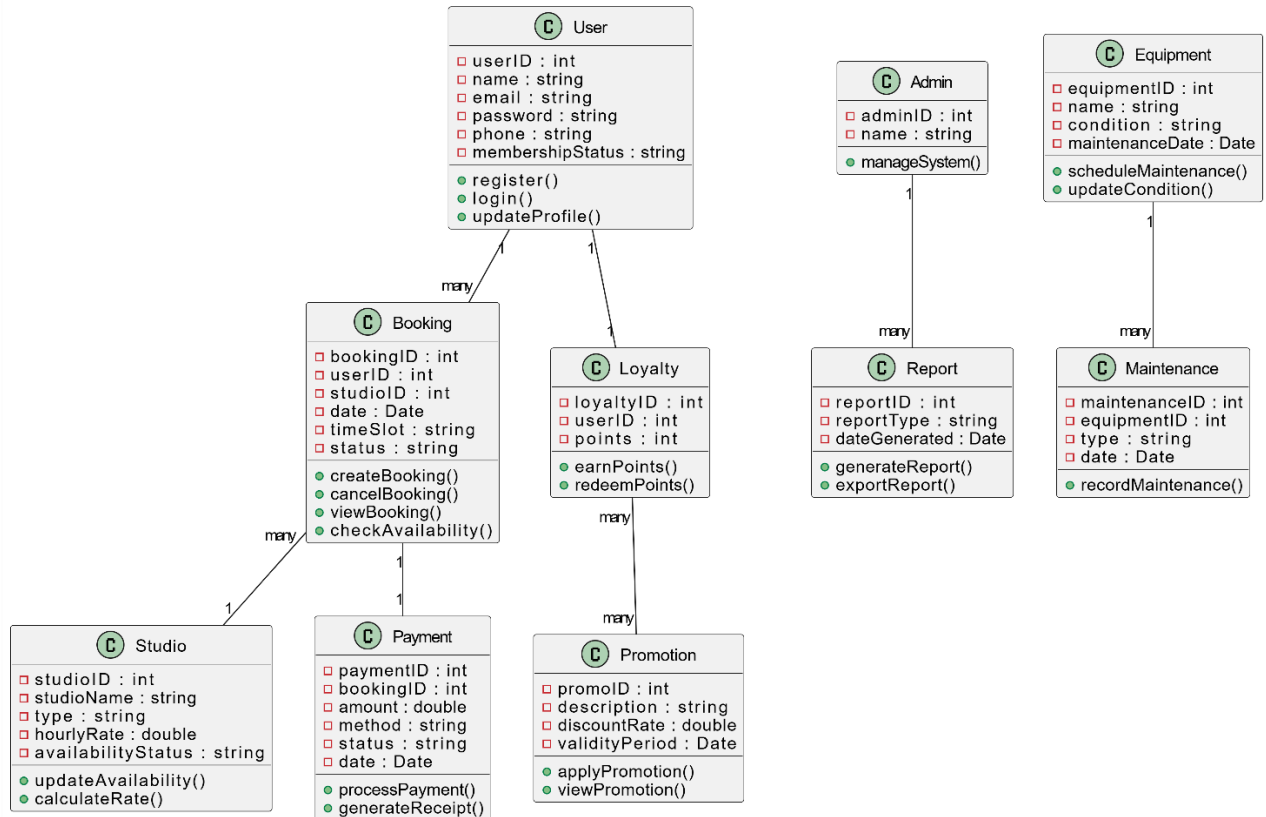 C User
userID : int
name : string
email : string
password : string
phone : string
membershipStatus : string
register()
login()
updateProfile()
1
1
many
1
C Booking
bookingID : int
userID : int
studioID : int
date : Date
timeSlot : string
status : string
createBooking()
cancelBooking()
viewBooking()
checkAvailability()
many
1
1
1
C Loyalty
loyaltyID : int
userID : int
points : int
earnPoints()
redeemPoints()
many
many
C Studio
studioID : int
studioName : string
type : string
hourlyRate : double
availabilityStatus : string
updateAvailability()
calculateRate()
C Payment
paymentID : int
bookingID : int
amount : double
method : string
status : string
date : Date
processPayment()
generateReceipt()
C Promotion
promoID : int
description : string
discountRate : double
validityPeriod : Date
applyPromotion()
viewPromotion()
C Admin
adminID : int
name : string
manageSystem()
1
many
C Report
reportID : int
reportType : string
dateGenerated : Date
generateReport()
exportReport()
C Equipment
equipmentID : int
name : string
condition : string
maintenanceDate : Date
scheduleMaintenance()
updateCondition()
1
many
C Maintenance
maintenanceID : int
equipmentID : int
type : string
date : Date
recordMaintenance()